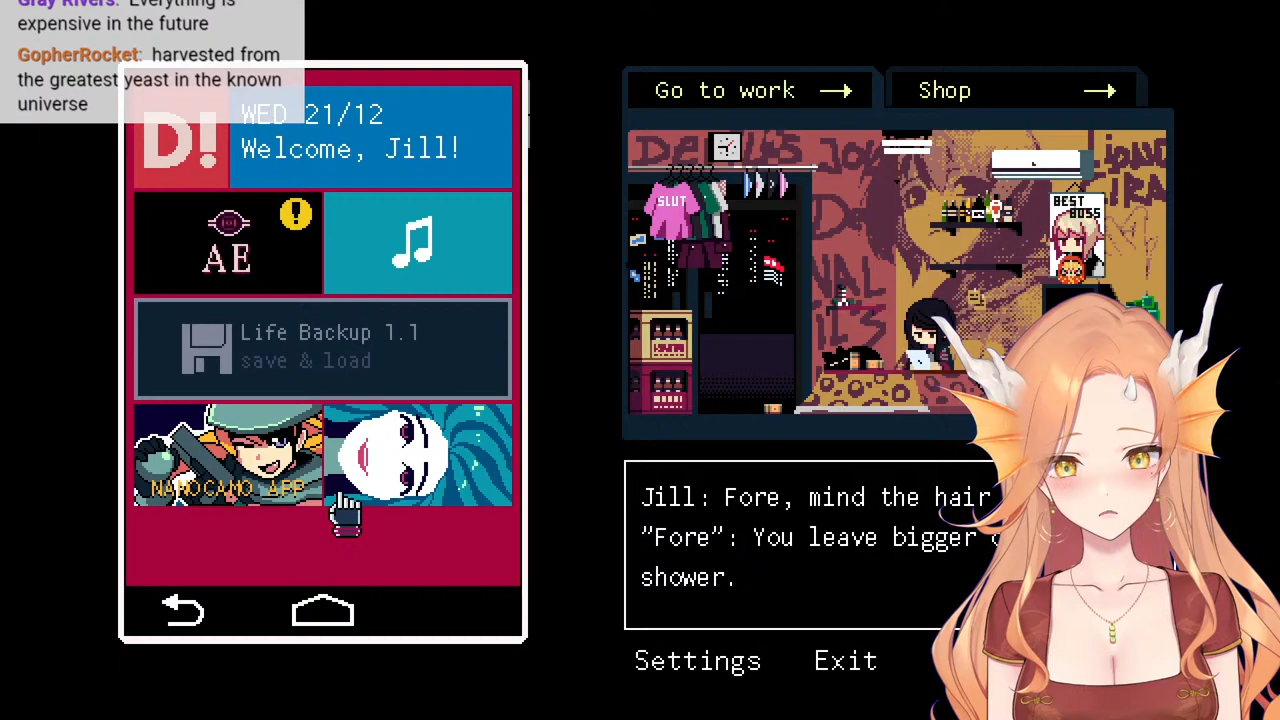 Gray Rivers: Everything is
expensive in the future
GopherRocket: harvested from
the greatest yeast in the known
universe
D!
WED 21/12
Welcome, Jill!
!
AE
Life Backup 1.1
save & load
NANOCAMO APP
Go to work →
Shop →
SLUT
BEST
BOSS
Jill: Fore, mind the hair
"Fore": You leave bigger
shower.
Settings
Exit